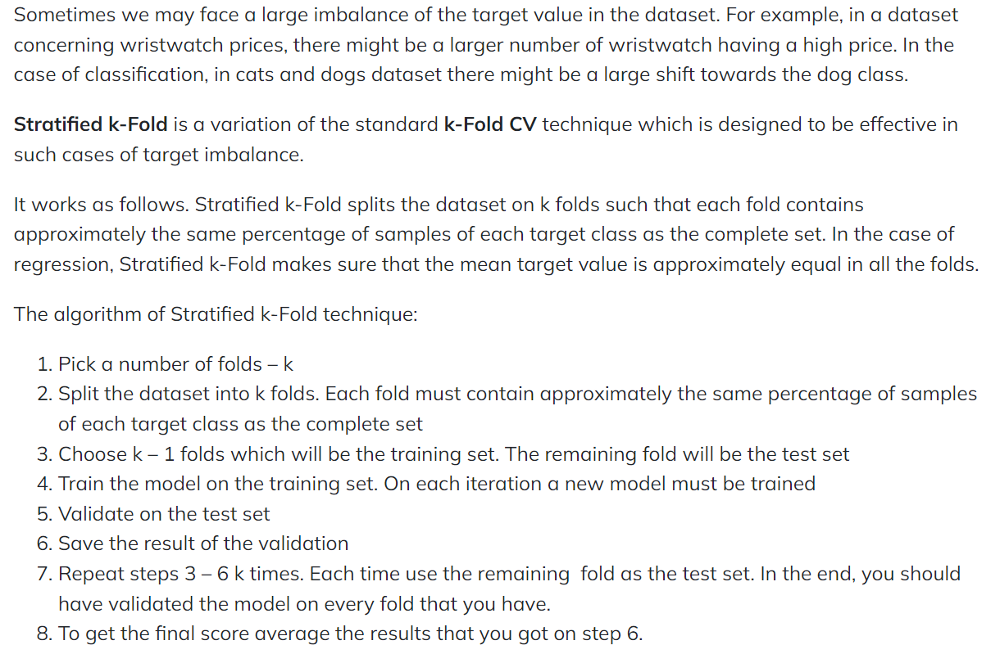 Sometimes we may face a large imbalance of the target value in the dataset. For example, in a dataset
concerning wristwatch prices, there might be a larger number of wristwatch having a high price. In the
case of classification, in cats and dogs dataset there might be a large shift towards the dog class.
Stratified k-Fold is a variation of the standard k-Fold CV technique which is designed to be effective in
such cases of target imbalance.
It works as follows. Stratified k-Fold splits the dataset on k folds such that each fold contains
approximately the same percentage of samples of each target class as the complete set. In the case of
regression, Stratified k-Fold makes sure that the mean target value is approximately equal in all the folds.
The algorithm of Stratified k-Fold technique:
1. Pick a number of folds – k
2. Split the dataset into k folds. Each fold must contain approximately the same percentage of samples
of each target class as the complete set
3. Choose k – 1 folds which will be the training set. The remaining fold will be the test set
4. Train the model on the training set. On each iteration a new model must be trained
5. Validate on the test set
6. Save the result of the validation
7. Repeat steps 3 – 6 k times. Each time use the remaining  fold as the test set. In the end, you should
have validated the model on every fold that you have.
8. To get the final score average the results that you got on step 6.